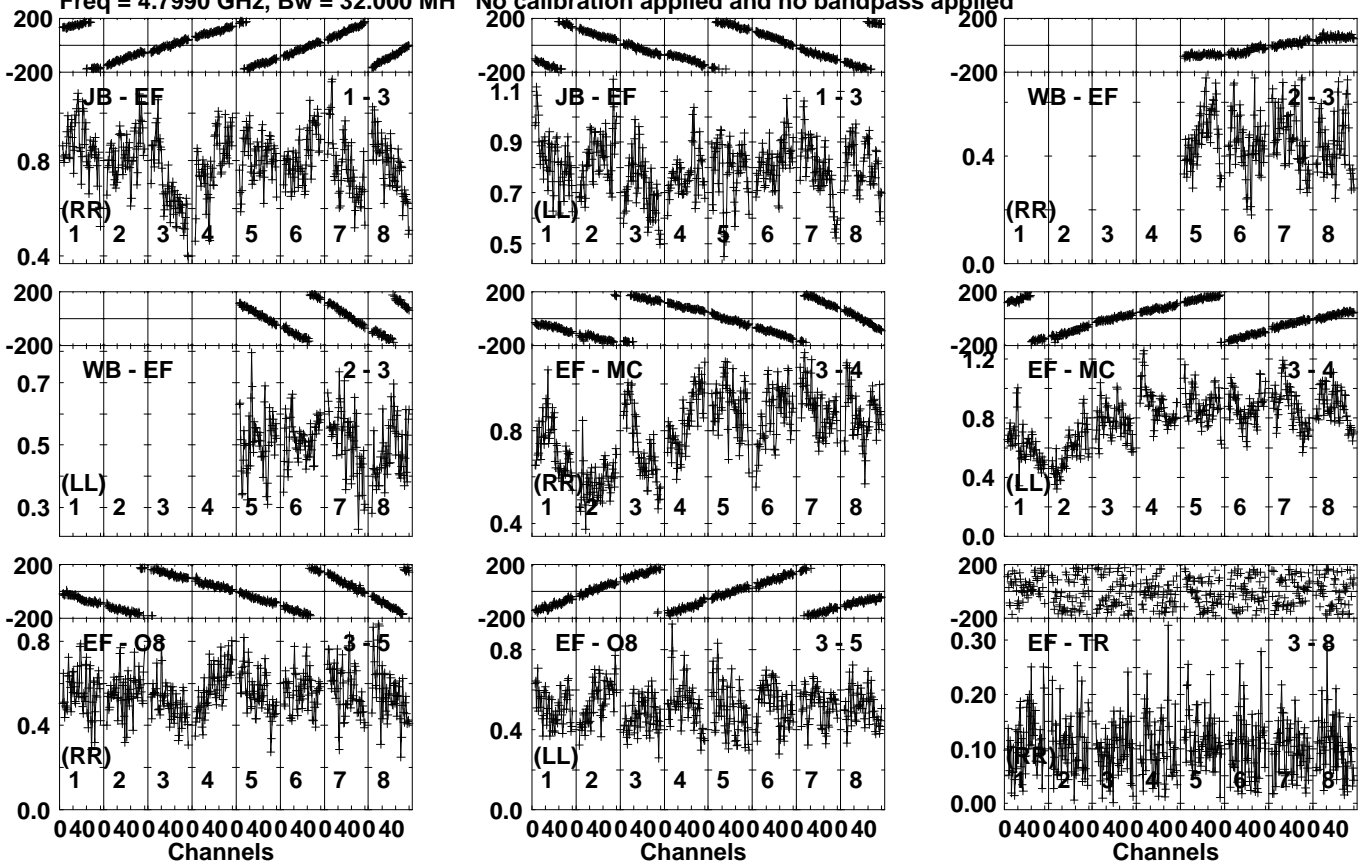 Freq = 4.7990 GHz, Bw = 32.000 MH No calibration applied and no bandpass applied
200
-200
JB - EF 1 - 3
0.8
(RR)
1 2 3 4 5 6 7 8
0.4
200
-200
1.1
JB - EF 1 - 3
0.9
0.7
(LL)
1 2 3 4 5 6 7 8
0.5
200
-200
WB - EF 2 - 3
0.4
(RR)
1 2 3 4 5 6 7 8
0.0
200
-200
WB - EF 2 - 3
0.7
0.5
(LL)
1 2 3 4 5 6 7 8
0.3
200
-200
EF - MC 3 - 4
0.8
(RR)
1 2 3 4 5 6 7 8
0.4
200
-200
1.2
EF - MC 3 - 4
0.8
0.4
(LL)
1 2 3 4 5 6 7 8
0.0
200
-200
0.8
EF - O8 3 - 5
0.4
(RR)
1 2 3 4 5 6 7 8
0.0
0 40 0 40 0 40 0 40 0 40 0 40 0 40 0 40
Channels
200
-200
0.8
EF - O8 3 - 5
0.4
(LL)
1 2 3 4 5 6 7 8
0.0
0 40 0 40 0 40 0 40 0 40 0 40 0 40 0 40
Channels
200
-200
0.30
EF - TR 3 - 8
0.20
0.10
(RR)
1 2 3 4 5 6 7 8
0.00
0 40 0 40 0 40 0 40 0 40 0 40 0 40 0 40
Channels